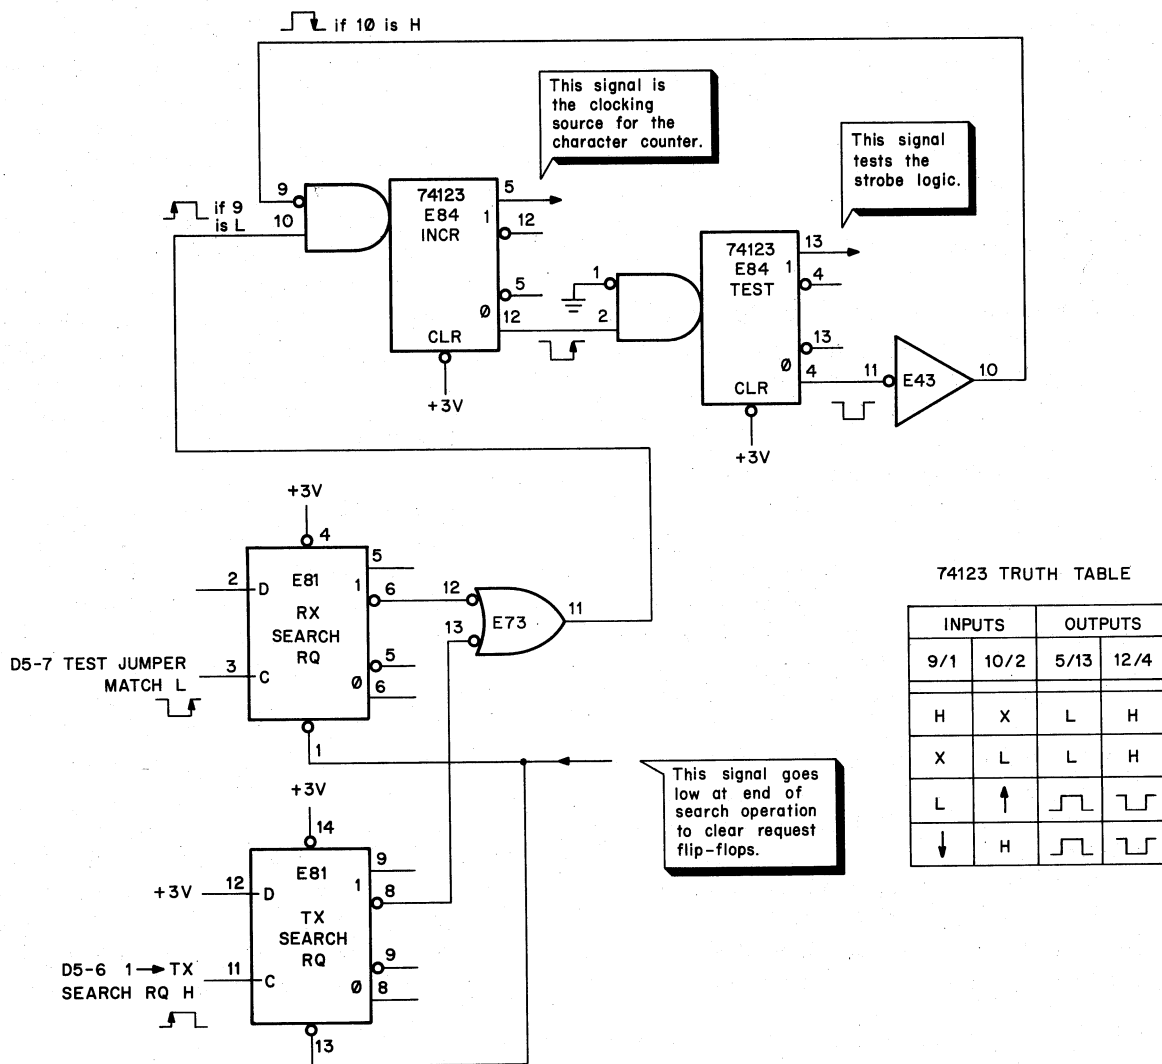 if 10 is H
This signal is
the clocking
source for the
character counter.
This signal
tests the
strobe logic.
9
if 9
is L
10
74123
E84
INCR
5
1
12
5
0
12
CLR
+3V
1
2
74123
E84
TEST
13
1
4
13
0
4
CLR
+3V
11
E43
10
+3V
4
2
D
E81
RX
SEARCH
RQ
5
1
6
5
0
6
D5-7 TEST JUMPER
MATCH L
3
C
1
12
13
E73
11
This signal goes
low at end of
search operation
to clear request
flip-flops.
+3V
14
+3V
12
D
E81
TX
SEARCH
RQ
9
1
8
9
0
8
D5-6 1→TX
SEARCH RQ H
11
C
13
74123 TRUTH TABLE
INPUTS OUTPUTS
9/1 10/2 5/13 12/4
H X L H
X L L H
L ↑
↓ H